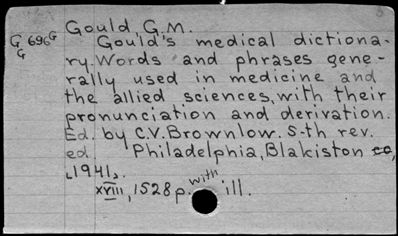 Gould, G.M.
G 696G
G
Gould's medical dictiona-
ry. Words and phrases gene-
rally used in medicine and
the allied sciences, with their
pronunciation and derivation.
Ed. by C.V. Brownlow. 5-th rev.
ed. Philadelphia, Blakiston co,
1941.
xviii, 1528 p. with ill.